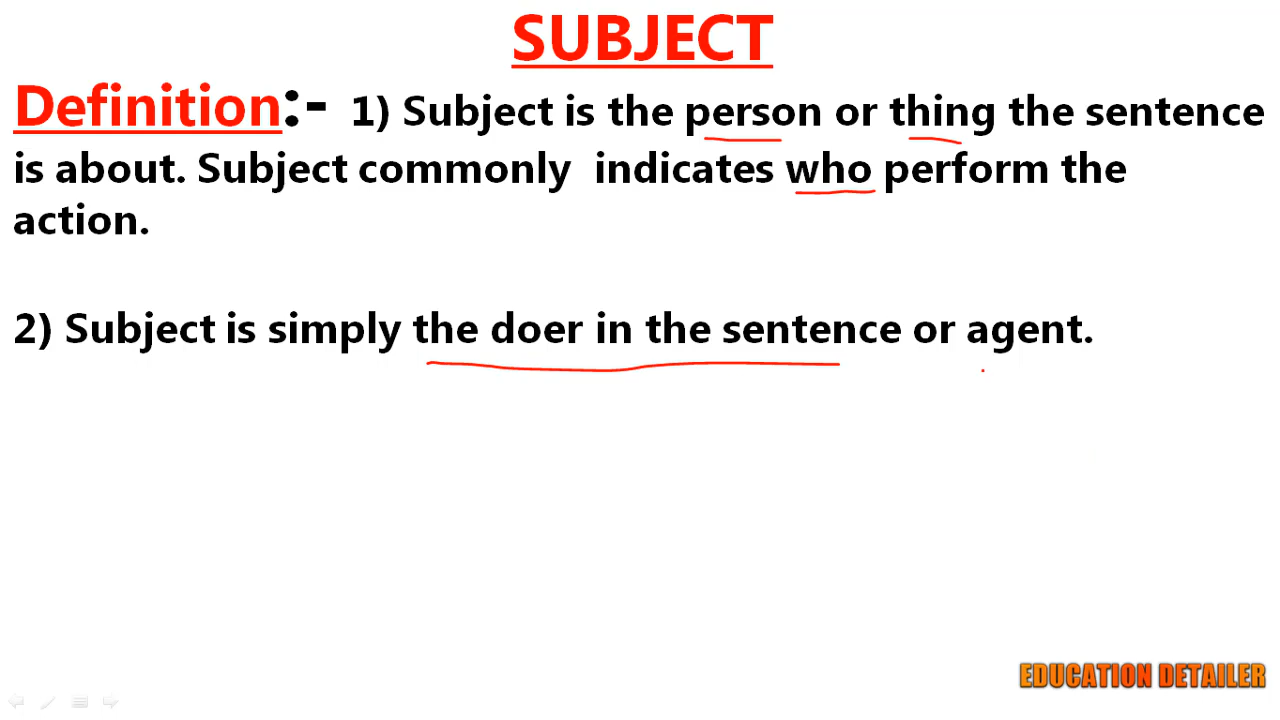 SUBJECT
Definition:- 1) Subject is the person or thing the sentence
is about. Subject commonly indicates who perform the
action.
2) Subject is simply the doer in the sentence or agent.
EDUCATION DETAILER